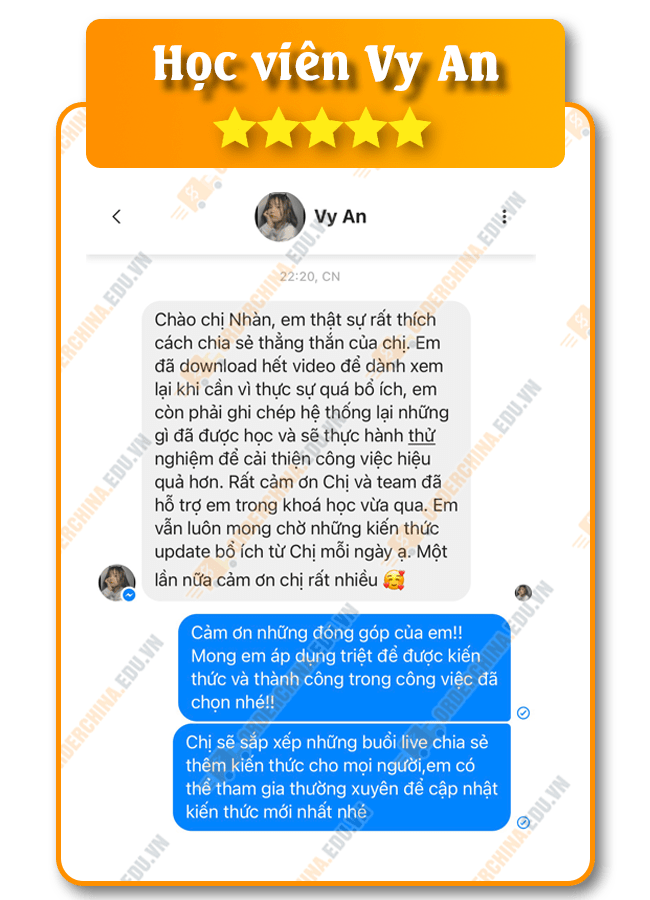 Học viên Vy An
Vy An
22:20, CN
Chào chị Nhàn, em thật sự rất thích
cách chia sẻ thẳng thắn của chị. Em
đã download hết video để dành xem
lại khi cần vì thực sự quá bổ ích, em
còn phải ghi chép hệ thống lại những
gì đã được học và sẽ thực hành thử
nghiệm để cải thiện công việc hiệu
quả hơn. Rất cảm ơn Chị và team đã
hỗ trợ em trong khoá học vừa qua. Em
vẫn luôn mong chờ những kiến thức
update bổ ích từ Chị mỗi ngày ạ. Một
lần nữa cảm ơn chị rất nhiều 🥰
Cảm ơn những đóng góp của em!!
Mong em áp dụng triệt để được kiến
thức và thành công trong công việc đã
chọn nhé!!
Chị sẽ sắp xếp những buổi live chia sẻ
thêm kiến thức cho mọi người,em có
thể tham gia thường xuyên để cập nhật
kiến thức mới nhất nhé
ORDERCHINA.EDU.VN